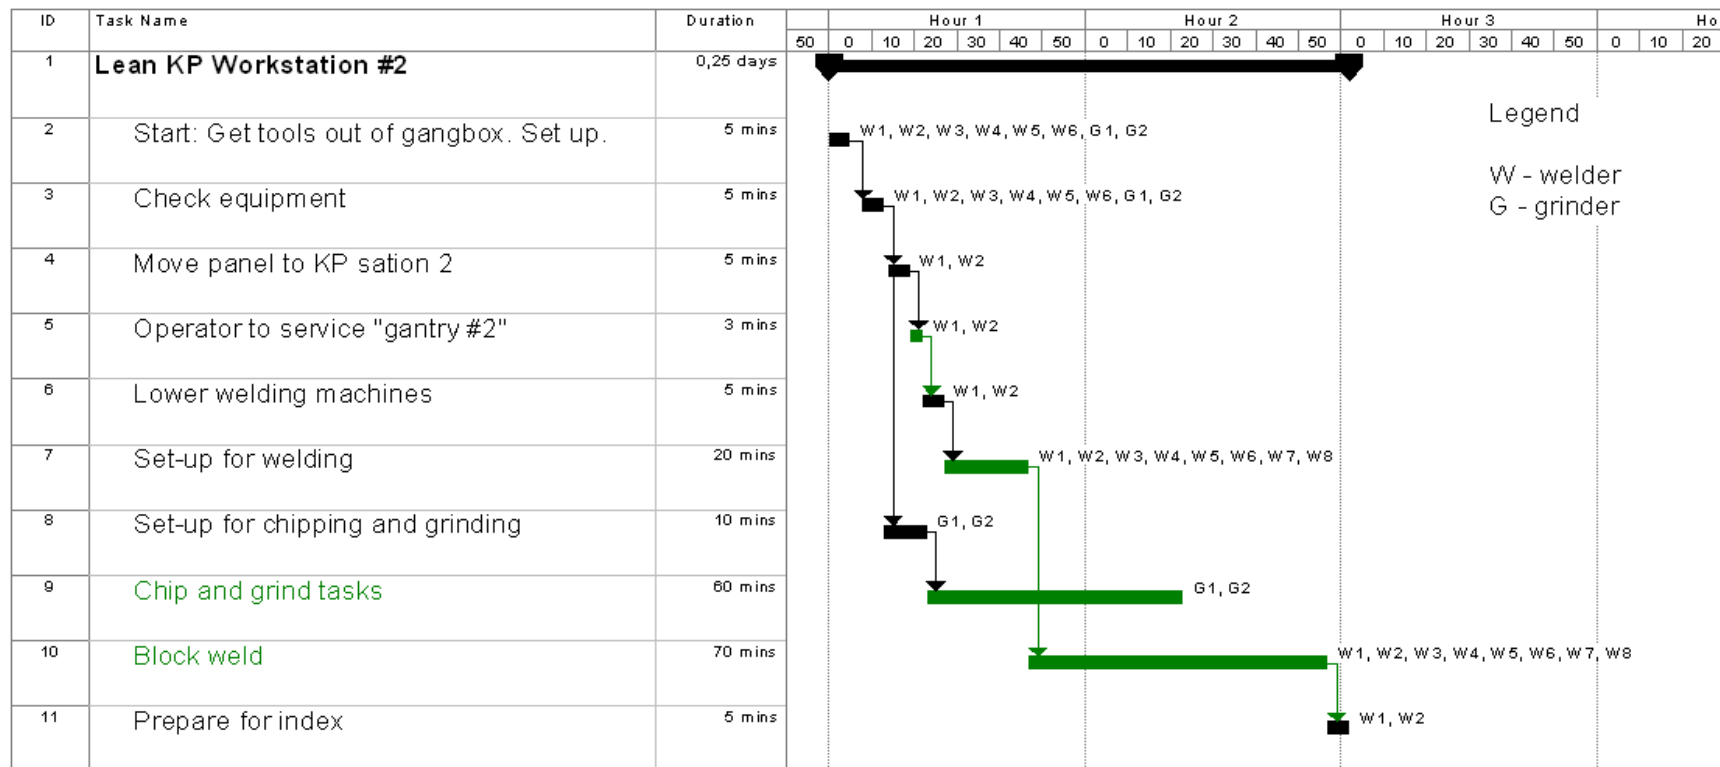 ID Task Name Duration Hour 1 Hour 2 Hour 3 Ho
50 0 10 20 30 40 50 0 10 20 30 40 50 0 10 20 30 40 50 0 10 20
1 Lean KP Workstation #2 0,25 days
Legend
W - welder
G - grinder
2 Start: Get tools out of gangbox. Set up. 5 mins W1, W2, W3, W4, W5, W6, G1, G2
3 Check equipment 5 mins W1, W2, W3, W4, W5, W6, G1, G2
4 Move panel to KP sation 2 5 mins W1, W2
5 Operator to service "gantry #2" 3 mins W1, W2
6 Lower welding machines 5 mins W1, W2
7 Set-up for welding 20 mins W1, W2, W3, W4, W5, W6, W7, W8
8 Set-up for chipping and grinding 10 mins G1, G2
9 Chip and grind tasks 60 mins G1, G2
10 Block weld 70 mins W1, W2, W3, W4, W5, W6, W7, W8
11 Prepare for index 5 mins W1, W2